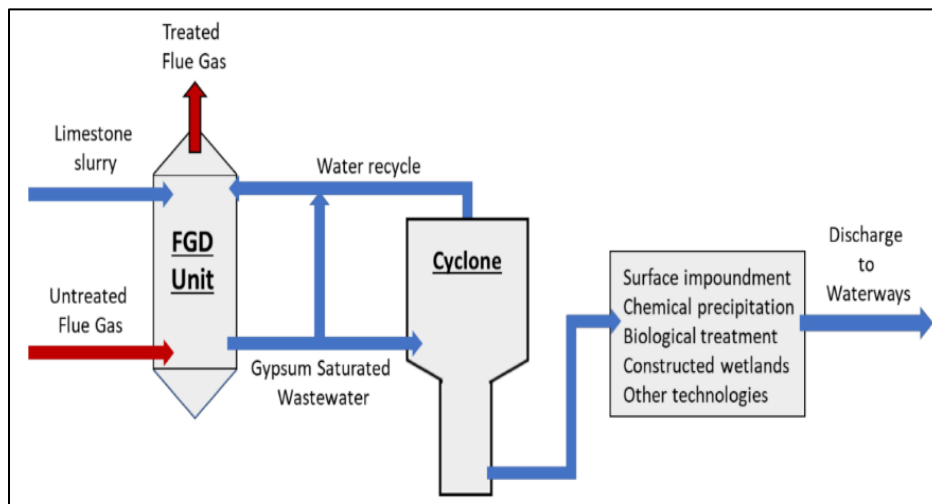 Treated
Flue Gas
Limestone
slurry
Water recycle
FGD
Unit
Cyclone
Untreated
Flue Gas
Gypsum Saturated
Wastewater
Surface impoundment
Chemical precipitation
Biological treatment
Constructed wetlands
Other technologies
Discharge
to
Waterways